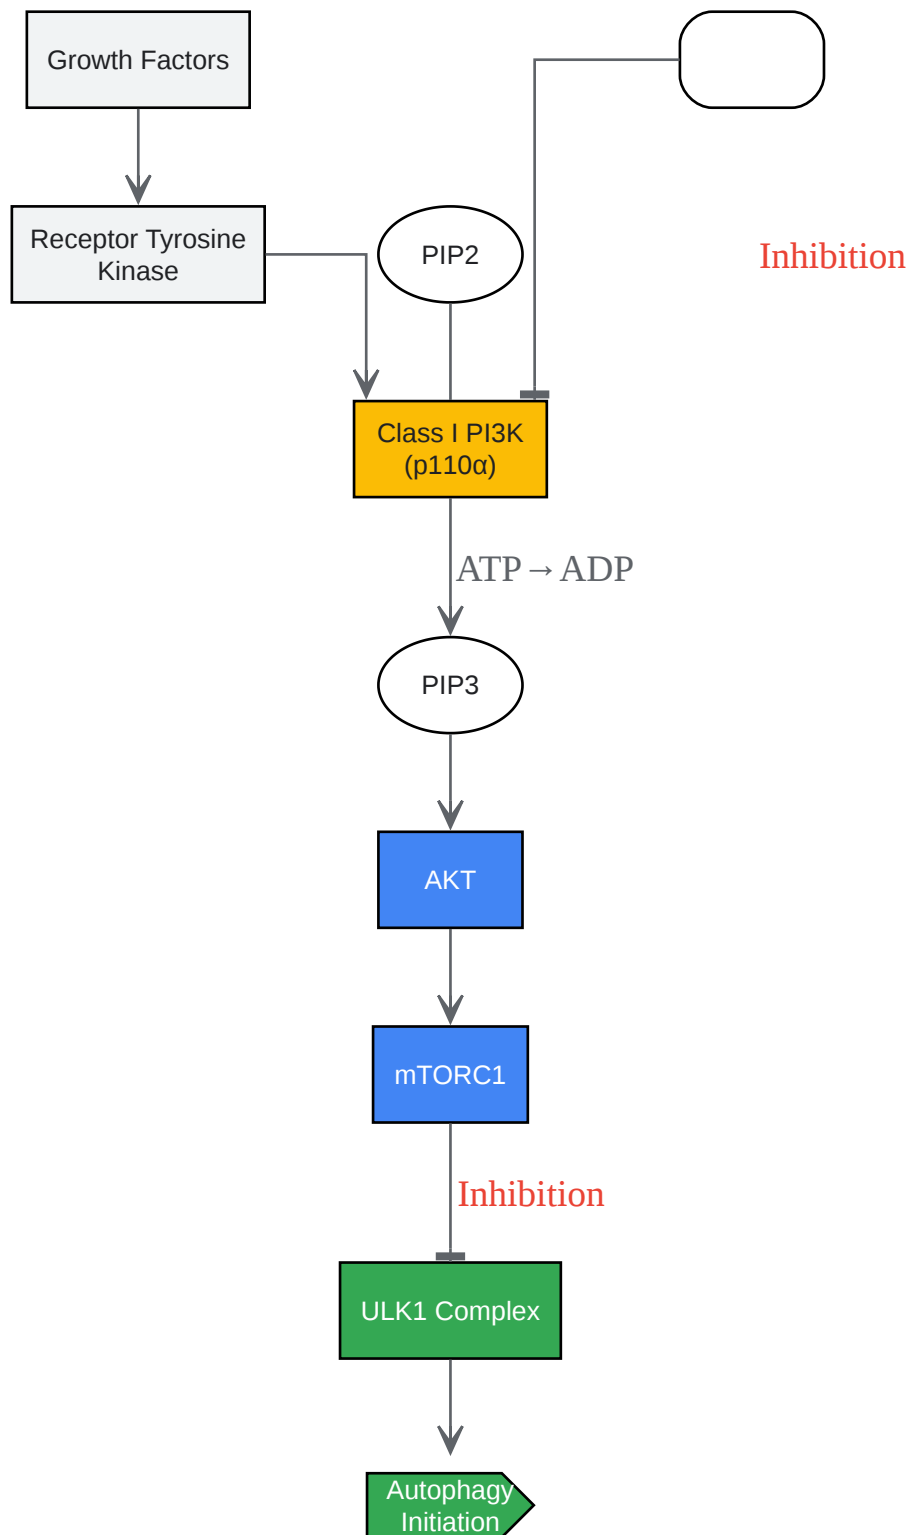 Growth Factors
Receptor Tyrosine
Kinase
PIP2
Inhibition
Class I PI3K
(p110α)
ATP→ADP
PIP3
AKT
mTORC1
Inhibition
ULK1 Complex
Autophagy
Initiation